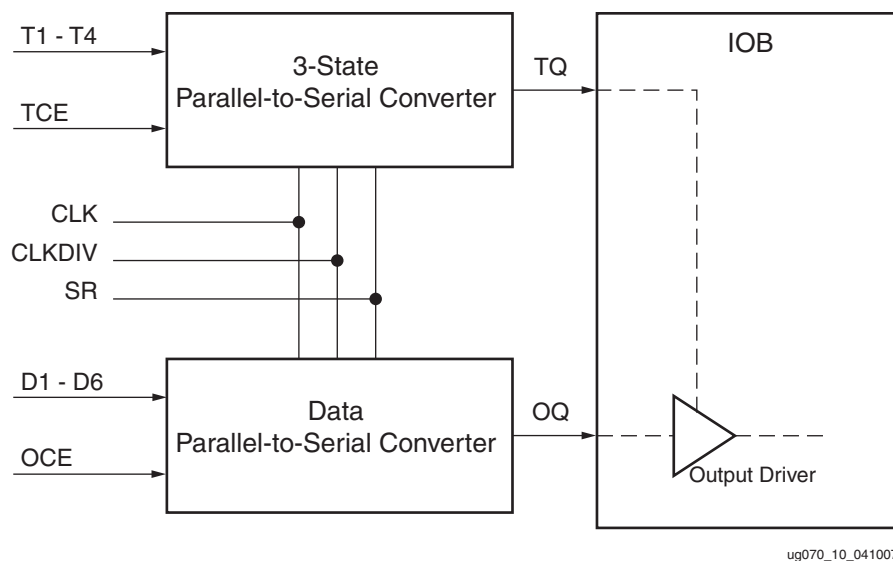 T1 - T4
TCE
3-State
Parallel-to-Serial Converter
TQ
IOB
CLK
CLKDIV
SR
D1 - D6
OCE
Data
Parallel-to-Serial Converter
OQ
Output Driver
ug070_10_041007